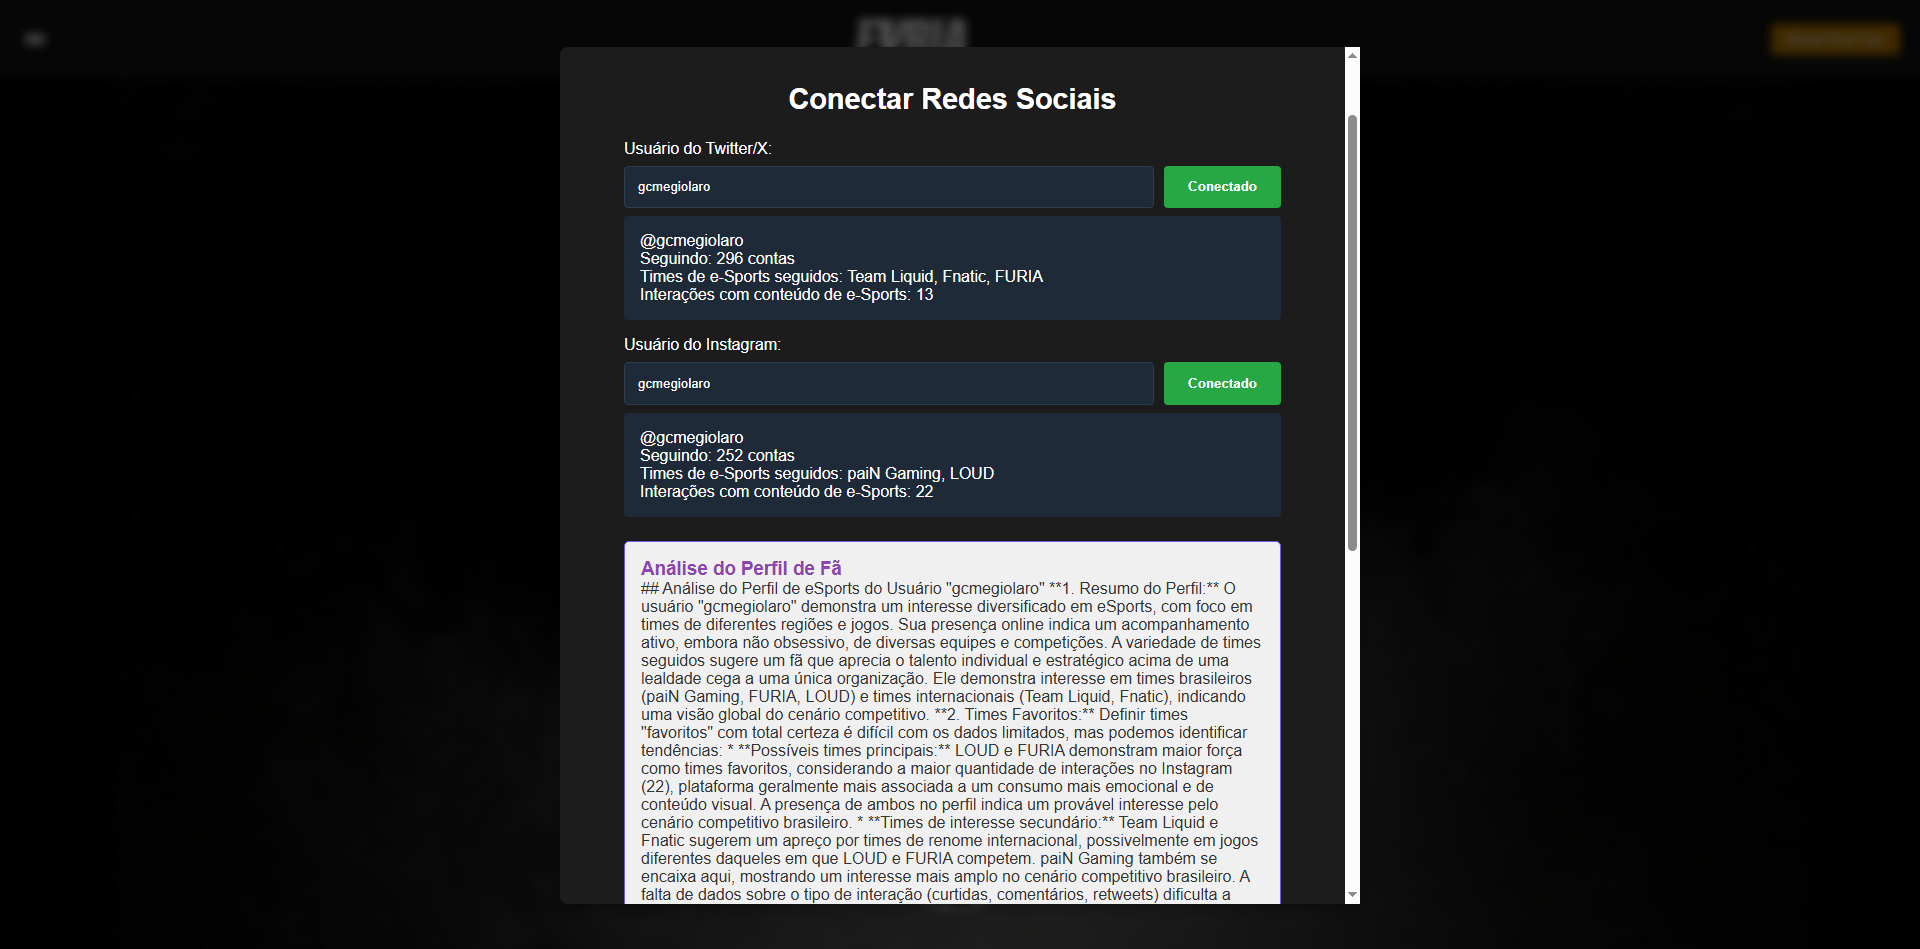 FURIA
Conectar Redes Sociais
Usuário do Twitter/X:
gcmegiolaro
Conectado
@gcmegiolaro
Seguindo: 296 contas
Times de e-Sports seguidos: Team Liquid, Fnatic, FURIA
Interações com conteúdo de e-Sports: 13
Usuário do Instagram:
gcmegiolaro
Conectado
@gcmegiolaro
Seguindo: 252 contas
Times de e-Sports seguidos: paiN Gaming, LOUD
Interações com conteúdo de e-Sports: 22
Análise do Perfil de Fã
## Análise do Perfil de eSports do Usuário "gcmegiolaro" **1. Resumo do Perfil:** O
usuário "gcmegiolaro" demonstra um interesse diversificado em eSports, com foco em
times de diferentes regiões e jogos. Sua presença online indica um acompanhamento
ativo, embora não obsessivo, de diversas equipes e competições. A variedade de times
seguidos sugere um fã que aprecia o talento individual e estratégico acima de uma
lealdade cega a uma única organização. Ele demonstra interesse em times brasileiros
(paiN Gaming, FURIA, LOUD) e times internacionais (Team Liquid, Fnatic), indicando
uma visão global do cenário competitivo. **2. Times Favoritos:** Definir times
"favoritos" com total certeza é difícil com os dados limitados, mas podemos identificar
tendências: * **Possíveis times principais:** LOUD e FURIA demonstram maior força
como times favoritos, considerando a maior quantidade de interações no Instagram
(22), plataforma geralmente mais associada a um consumo mais emocional e de
conteúdo visual. A presença de ambos no perfil indica um provável interesse pelo
cenário competitivo brasileiro. * **Times de interesse secundário:** Team Liquid e
Fnatic sugerem um apreço por times de renome internacional, possivelmente em jogos
diferentes daqueles em que LOUD e FURIA competem. paiN Gaming também se
encaixa aqui, mostrando um interesse mais amplo no cenário competitivo brasileiro. A
falta de dados sobre o tipo de interação (curtidas, comentários, retweets) dificulta a